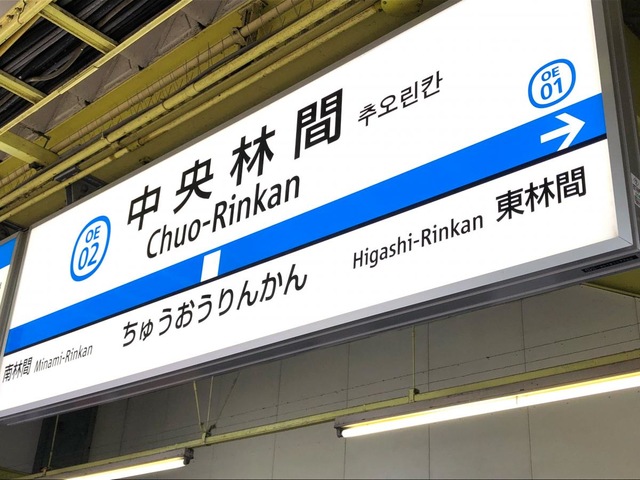 中央林間 추오린칸
Chuo-Rinkan
OE
02
OE
01
ちゅうおうりんかん
南林間 Minami-Rinkan
Higashi-Rinkan 東林間